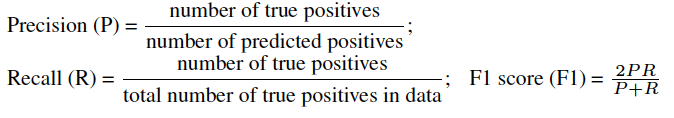 Precision (P) = number of true positives / number of predicted positives ;
Recall (R) = number of true positives / total number of true positives in data ; F1 score (F1) = 2PR / P+R